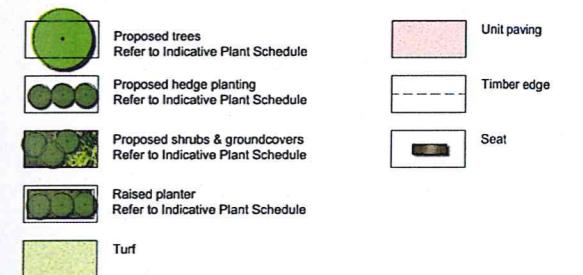 Proposed trees
Refer to Indicative Plant Schedule
Proposed hedge planting
Refer to Indicative Plant Schedule
Proposed shrubs & groundcovers
Refer to Indicative Plant Schedule
Raised planter
Refer to Indicative Plant Schedule
Turf
Unit paving
Timber edge
Seat